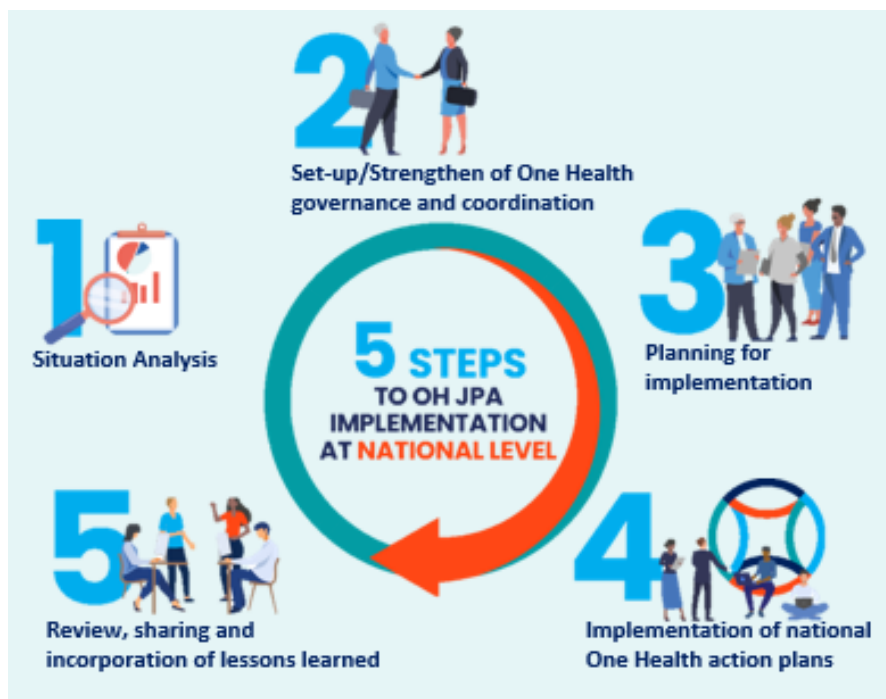 1
Situation Analysis
2
Set-up/Strengthen of One Health
governance and coordination
3
Planning for
implementation
4
Implementation of national
One Health action plans
5
Review, sharing and
incorporation of lessons learned
5 STEPS
TO OH JPA
IMPLEMENTATION
AT NATIONAL LEVEL